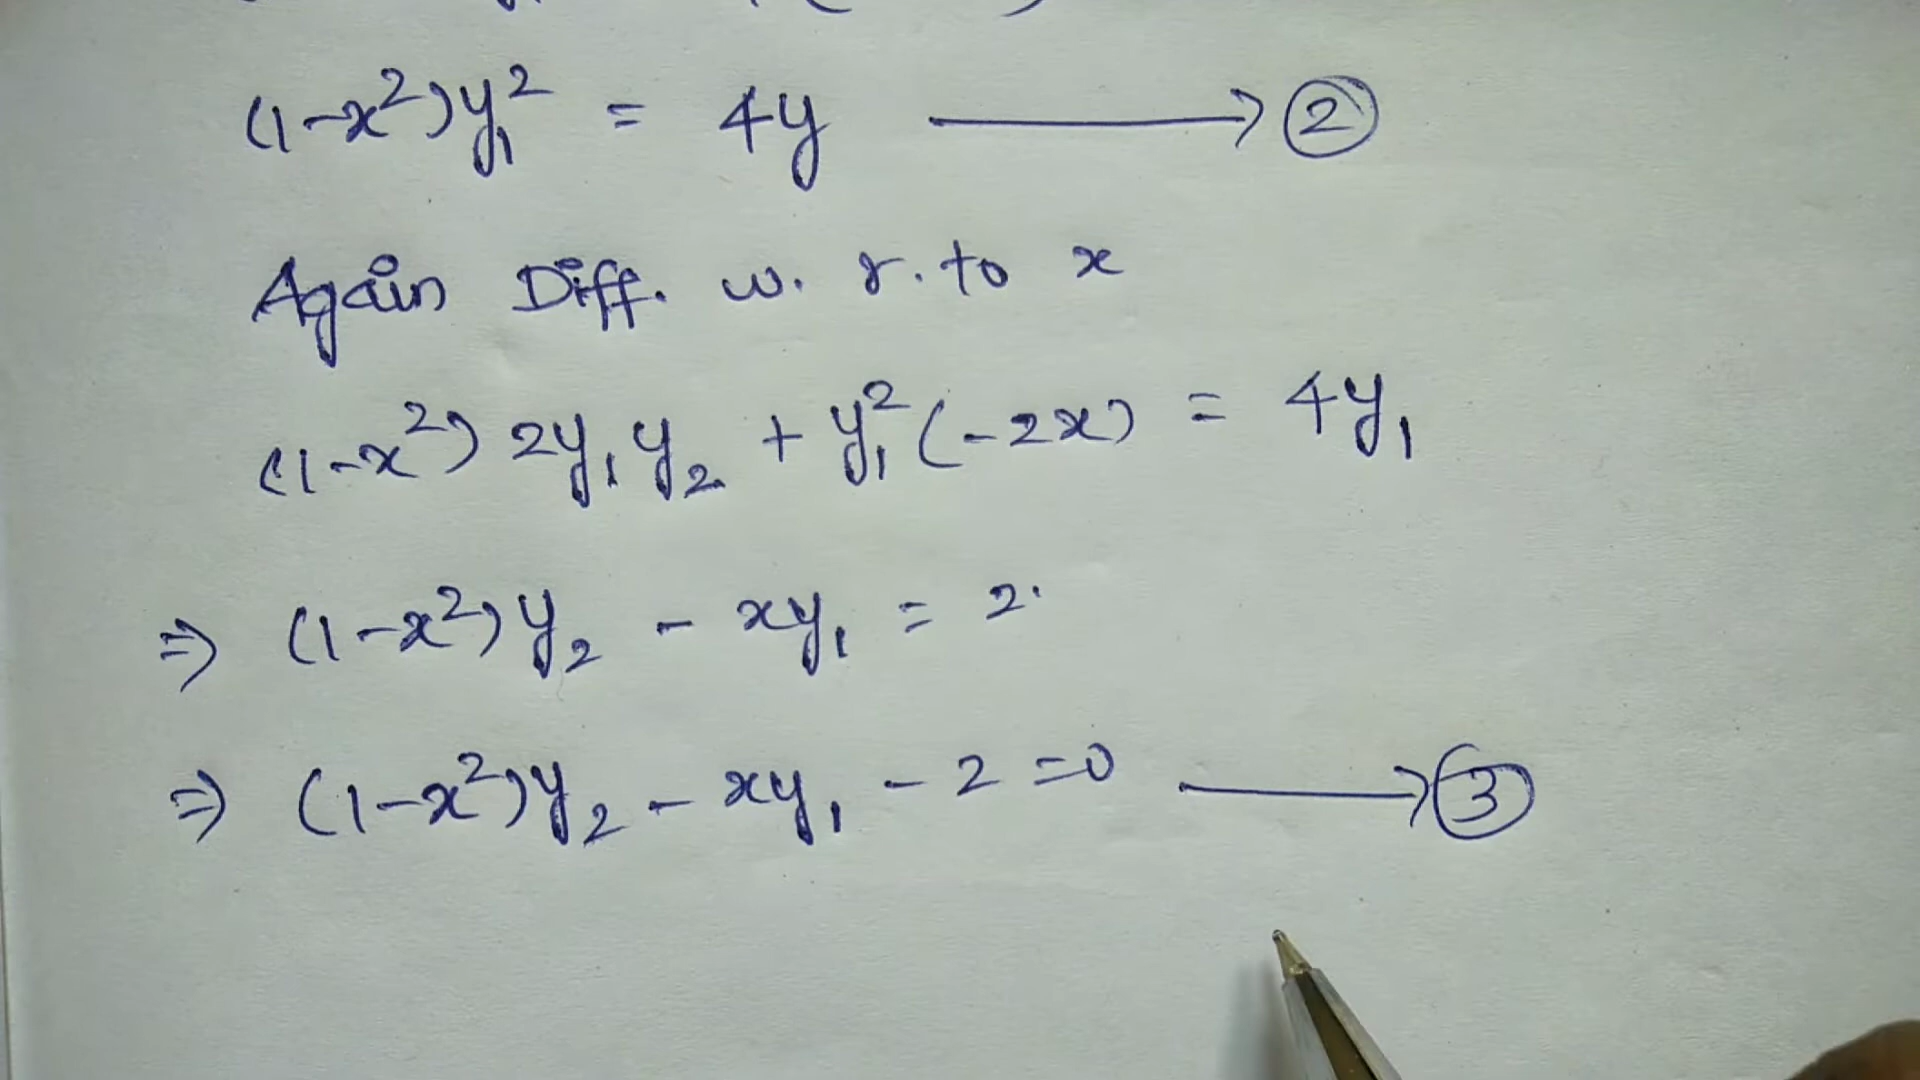 (1-x²)y₁² = 4y ⟶ ②
Again Diff. w. r. to x
(1-x²) 2y₁y₂ + y₁²(-2x) = 4y₁
⇒ (1-x²)y₂ - xy₁ = 2.
⇒ (1-x²)y₂ - xy₁ - 2 = 0 ⟶ ③